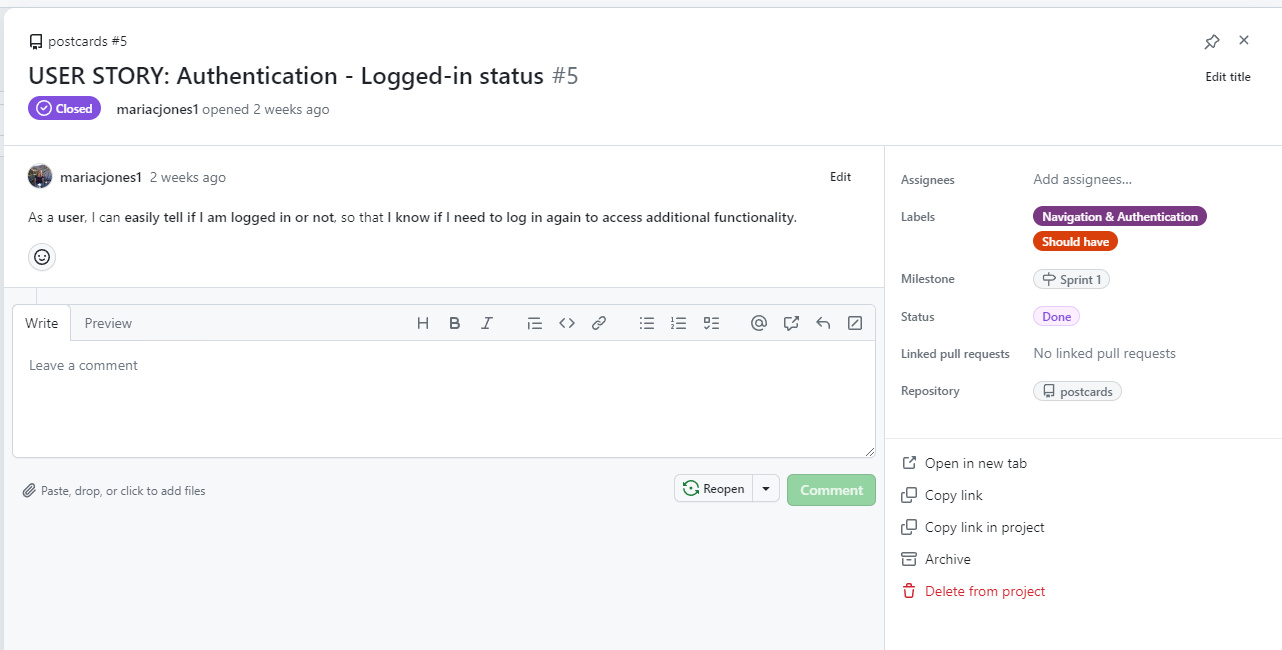 postcards #5
USER STORY: Authentication - Logged-in status #5
Edit title
Closed mariacjones1 opened 2 weeks ago
mariacjones1 2 weeks ago Edit
As a user, I can easily tell if I am logged in or not, so that I know if I need to log in again to access additional functionality.
Write Preview
Leave a comment
Paste, drop, or click to add files
Reopen Comment
Assignees Add assignees...
Labels Navigation & Authentication
Should have
Milestone Sprint 1
Status Done
Linked pull requests No linked pull requests
Repository postcards
Open in new tab
Copy link
Copy link in project
Archive
Delete from project